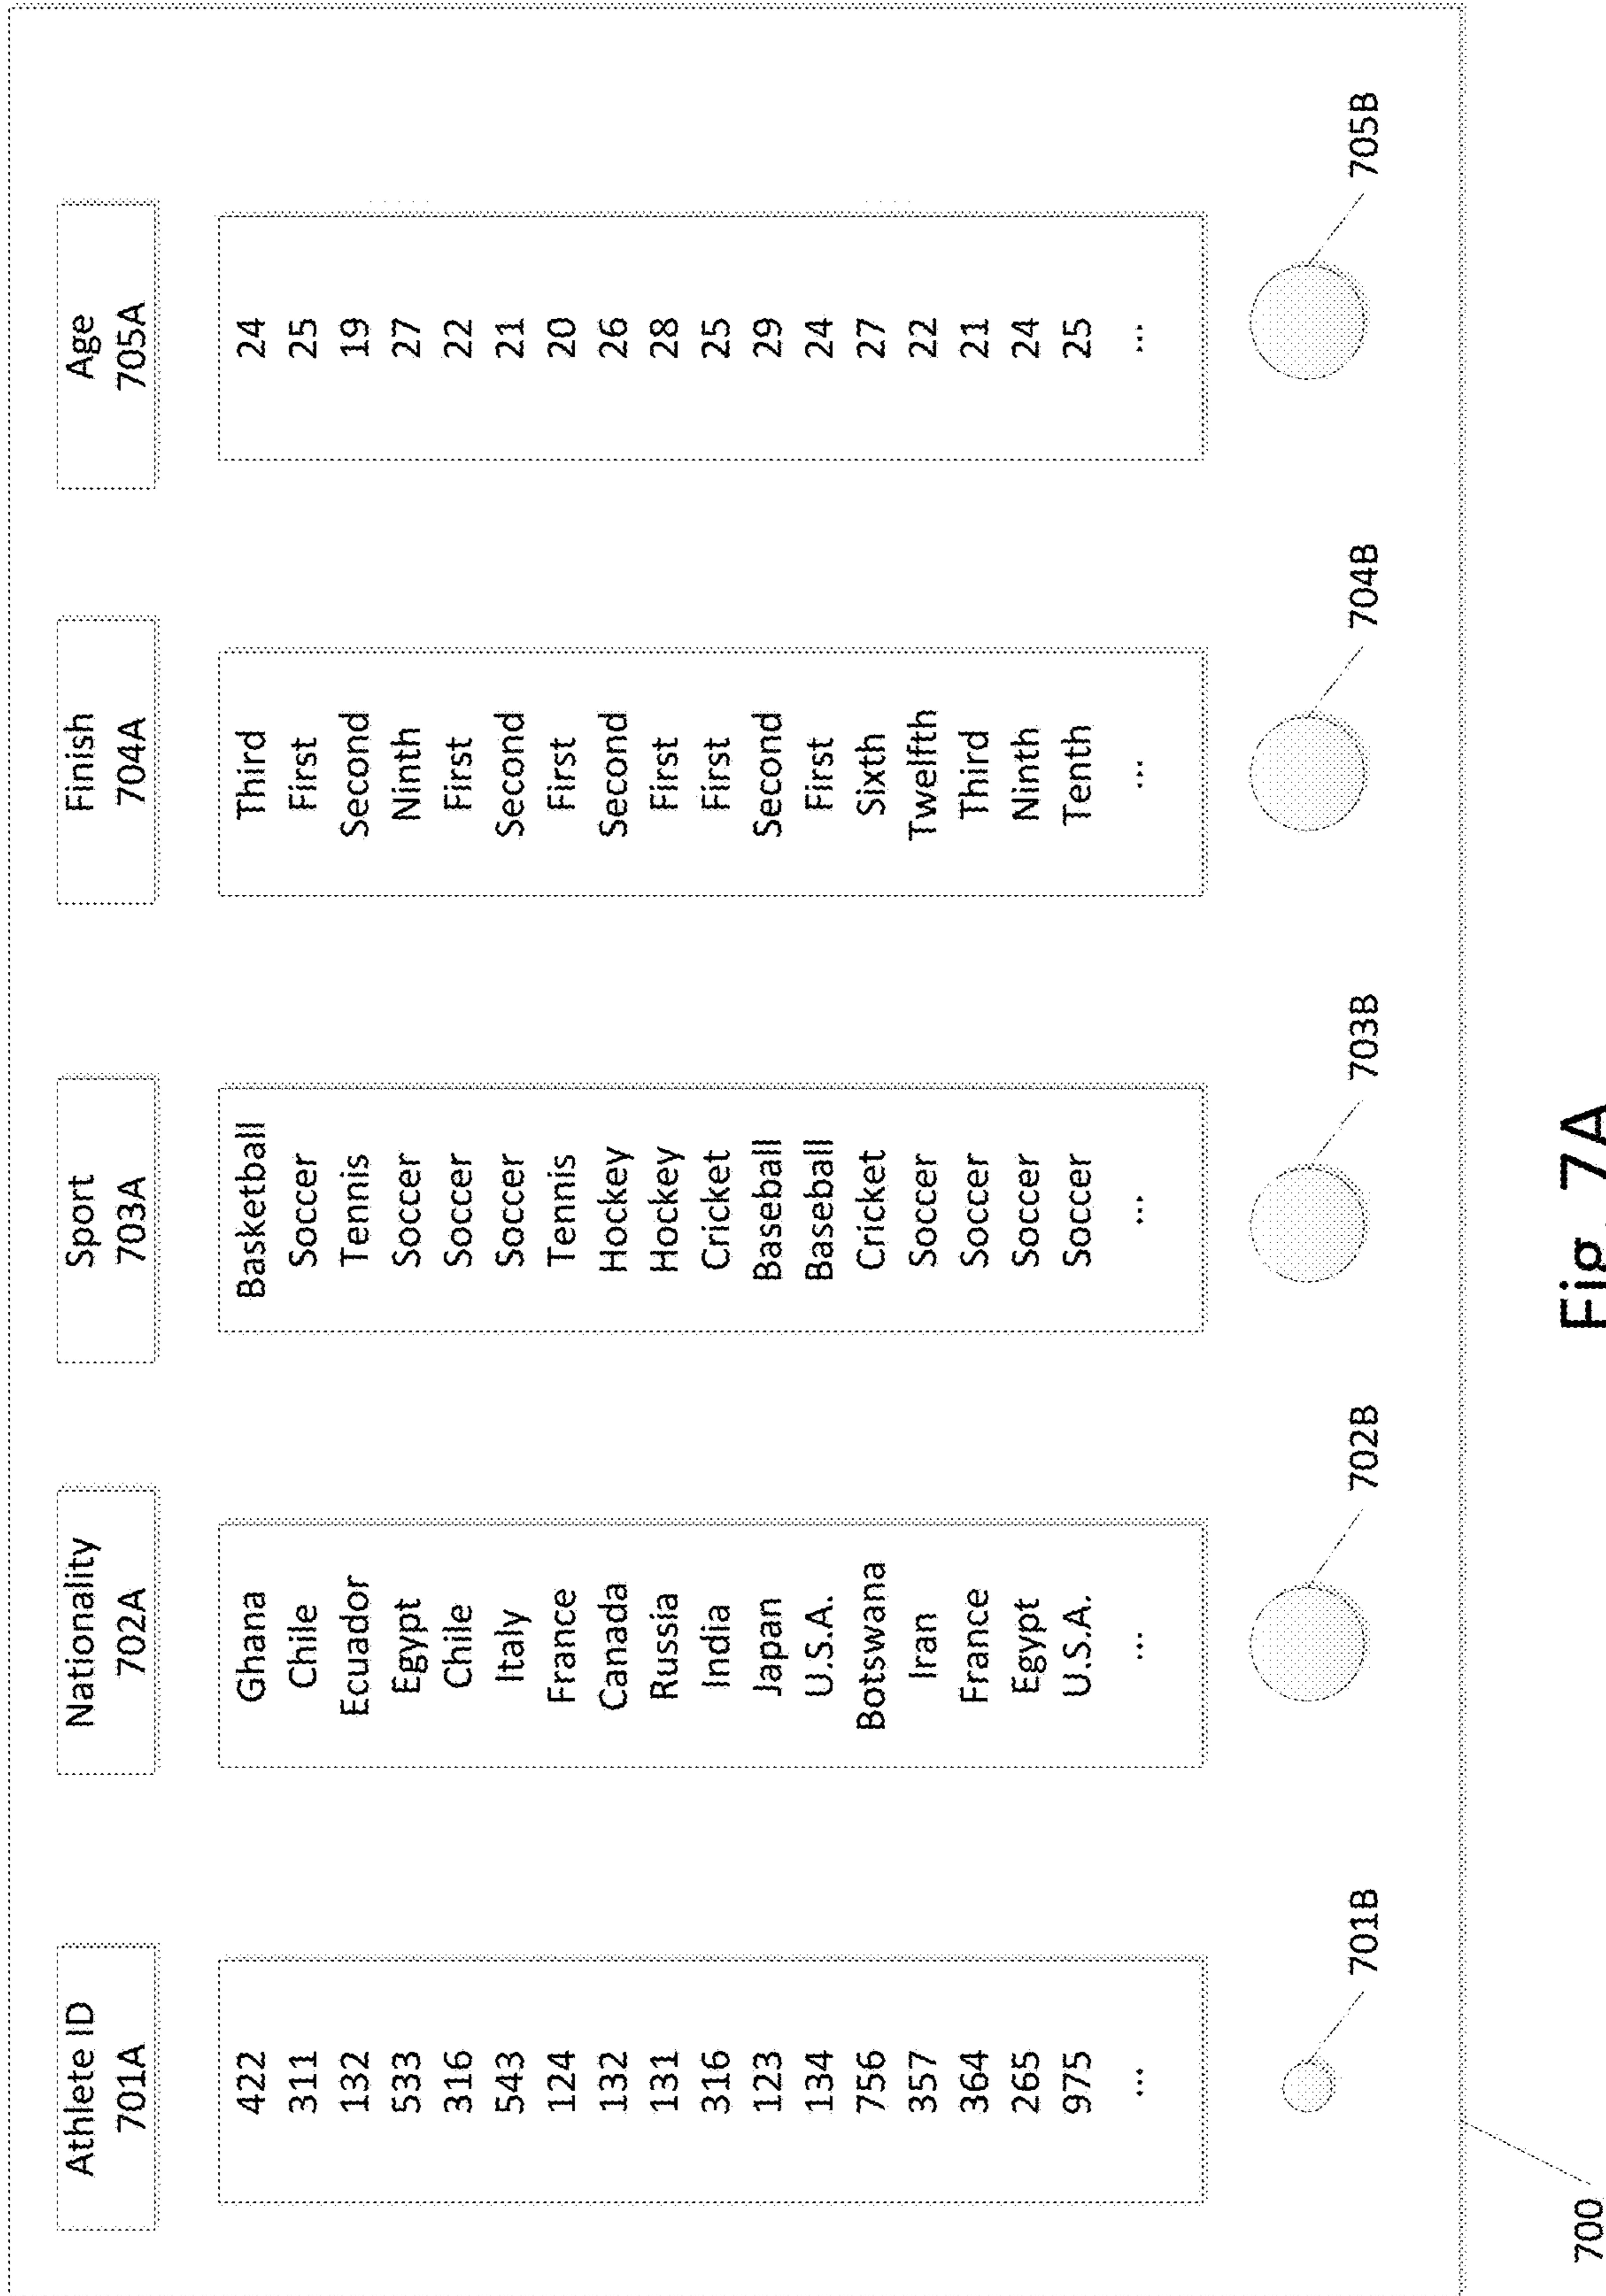 Athlete ID
701A
Nationality
702A
Sport
703A
Finish
704A
Age
705A
422 Ghana Basketball Third 24
311 Chile Soccer First 25
132 Ecuador Tennis Second 19
533 Egypt Soccer Ninth 27
316 Chile Soccer First 22
543 Italy Soccer Second 21
124 France Tennis First 20
132 Canada Hockey Second 26
131 Russia Hockey First 28
316 India Cricket First 25
123 Japan Baseball Second 29
134 U.S.A. Baseball First 24
756 Botswana Cricket Sixth 27
357 Iran Soccer Twelfth 22
364 France Soccer Third 21
265 Egypt Soccer Ninth 24
975 U.S.A. Soccer Tenth 25
... ... ... ... ...
701B 702B 703B 704B 705B
700
Fig. 7A